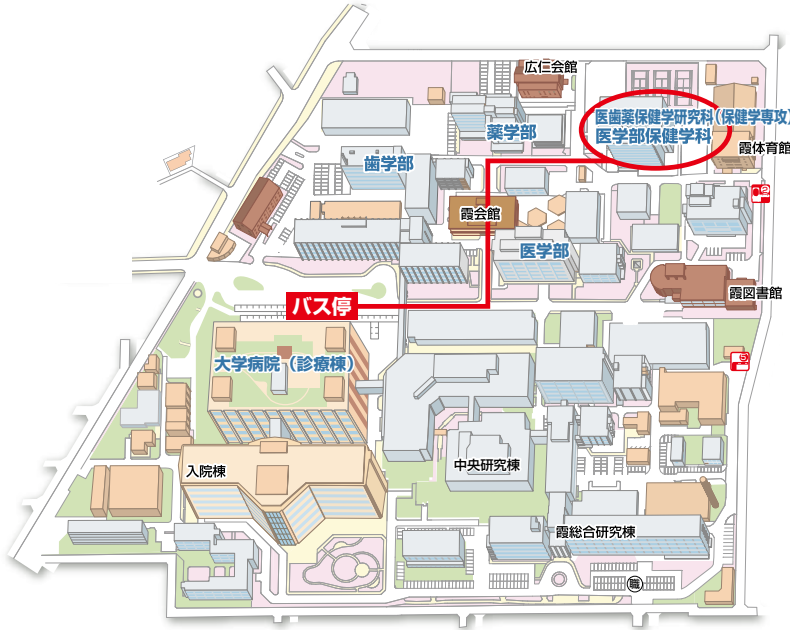 広仁会館
医歯薬保健学研究科（保健学専攻）
医学部保健学科
薬学部
霞体育館
歯学部
2
霞会館
医学部
霞図書館
バス停
5
大学病院（診療棟）
入院棟
中央研究棟
霞総合研究棟
職